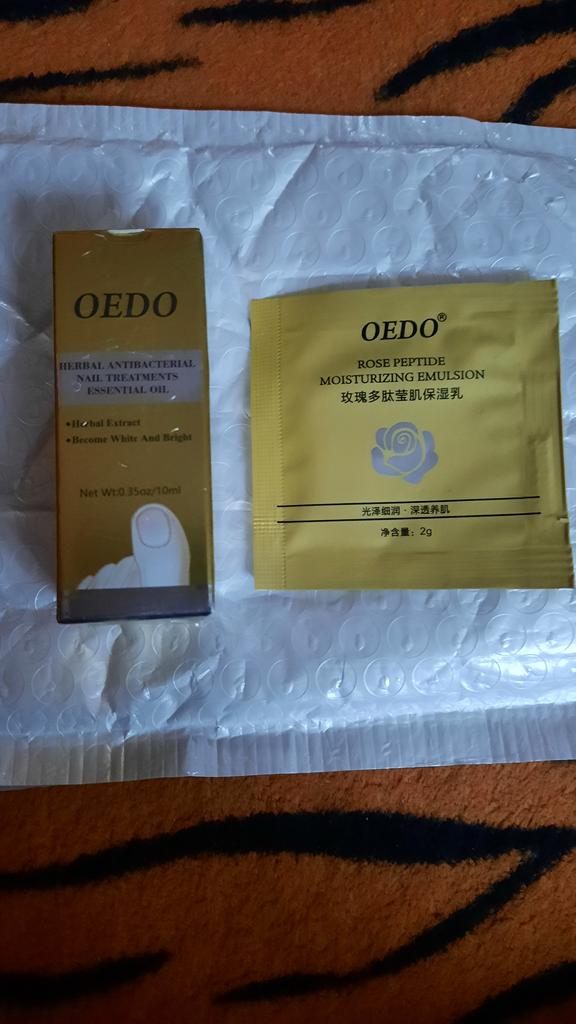 OEDO
HERBAL ANTIBACTERIAL
NAIL TREATMENTS
ESSENTIAL OIL
•Herbal Extract
•Become White And Bright
Net Wt:0.35oz/10ml
OEDO®
ROSE PEPTIDE
MOISTURIZING EMULSION
玫瑰多肽莹肌保湿乳
光泽细润·深透养肌
净含量：2g